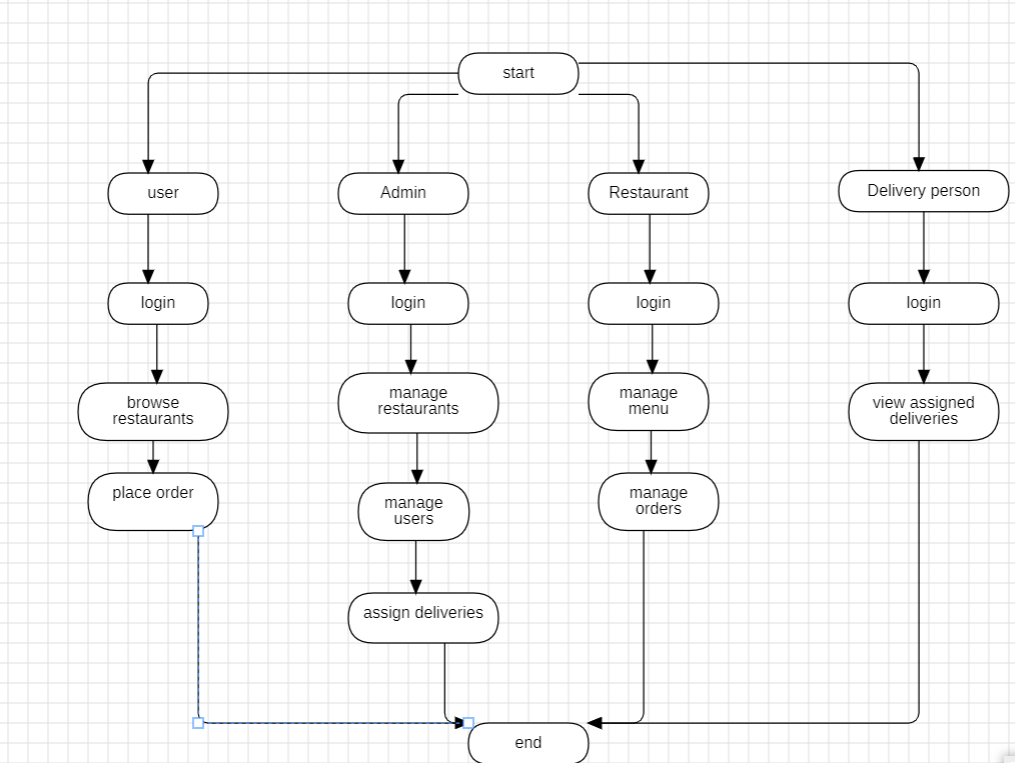 start
user
Admin
Restaurant
Delivery person
login
login
login
login
browse
restaurants
manage
restaurants
manage
menu
view assigned
deliveries
place order
manage
users
manage
orders
assign deliveries
end